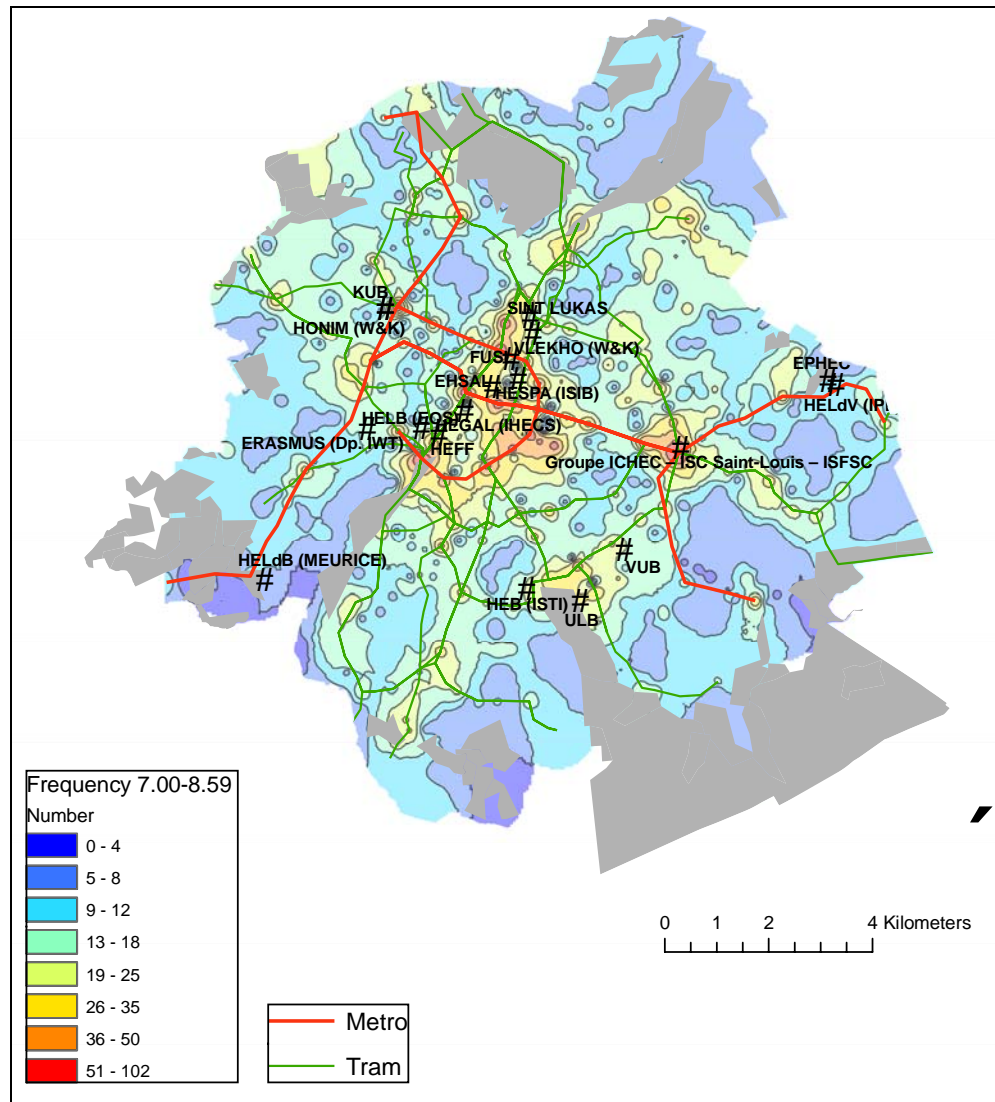 KUB
SINT LUKAS
HONIM (W&K)
VLEKHO (W&K)
FUSL
EPHEC
EHSAL
HESPA (ISIB)
HELdV (IPL
HELB (EOS)
HEGAL (IHECS)
ERASMUS (Dp. IWT)
HEFF
Groupe ICHEC – ISC Saint-Louis – ISFSC
HELdB (MEURICE)
VUB
HEB (ISTI)
ULB
Frequency 7.00-8.59
Number
0 - 4
5 - 8
9 - 12
13 - 18
19 - 25
26 - 35
36 - 50
51 - 102
0 1 2 4 Kilometers
Metro
Tram